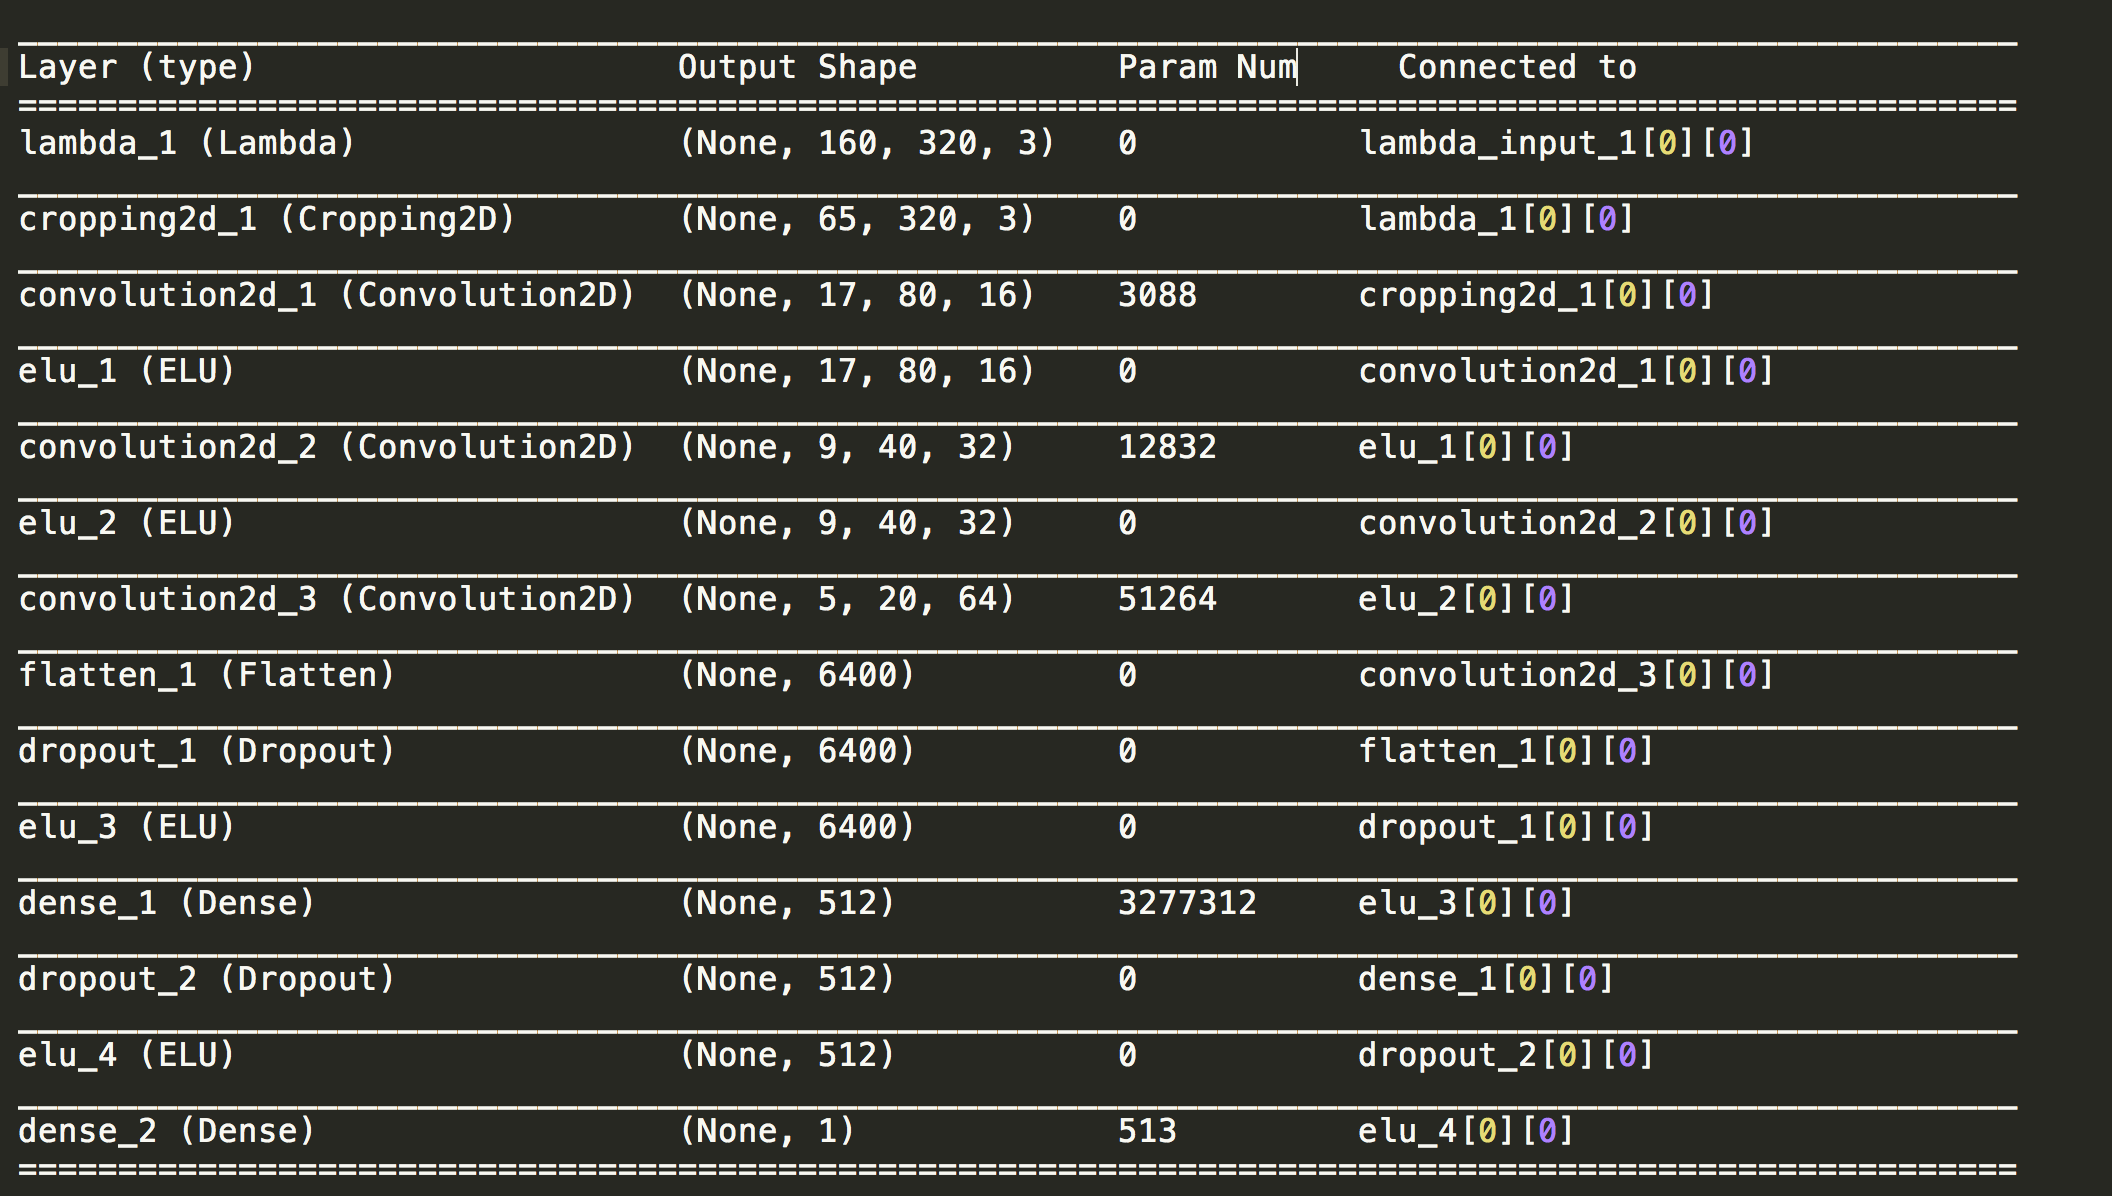 Layer (type) Output Shape Param Num Connected to
====================================================================================================
lambda_1 (Lambda) (None, 160, 320, 3) 0 lambda_input_1[0][0]
cropping2d_1 (Cropping2D) (None, 65, 320, 3) 0 lambda_1[0][0]
convolution2d_1 (Convolution2D) (None, 17, 80, 16) 3088 cropping2d_1[0][0]
elu_1 (ELU) (None, 17, 80, 16) 0 convolution2d_1[0][0]
convolution2d_2 (Convolution2D) (None, 9, 40, 32) 12832 elu_1[0][0]
elu_2 (ELU) (None, 9, 40, 32) 0 convolution2d_2[0][0]
convolution2d_3 (Convolution2D) (None, 5, 20, 64) 51264 elu_2[0][0]
flatten_1 (Flatten) (None, 6400) 0 convolution2d_3[0][0]
dropout_1 (Dropout) (None, 6400) 0 flatten_1[0][0]
elu_3 (ELU) (None, 6400) 0 dropout_1[0][0]
dense_1 (Dense) (None, 512) 3277312 elu_3[0][0]
dropout_2 (Dropout) (None, 512) 0 dense_1[0][0]
elu_4 (ELU) (None, 512) 0 dropout_2[0][0]
dense_2 (Dense) (None, 1) 513 elu_4[0][0]
====================================================================================================